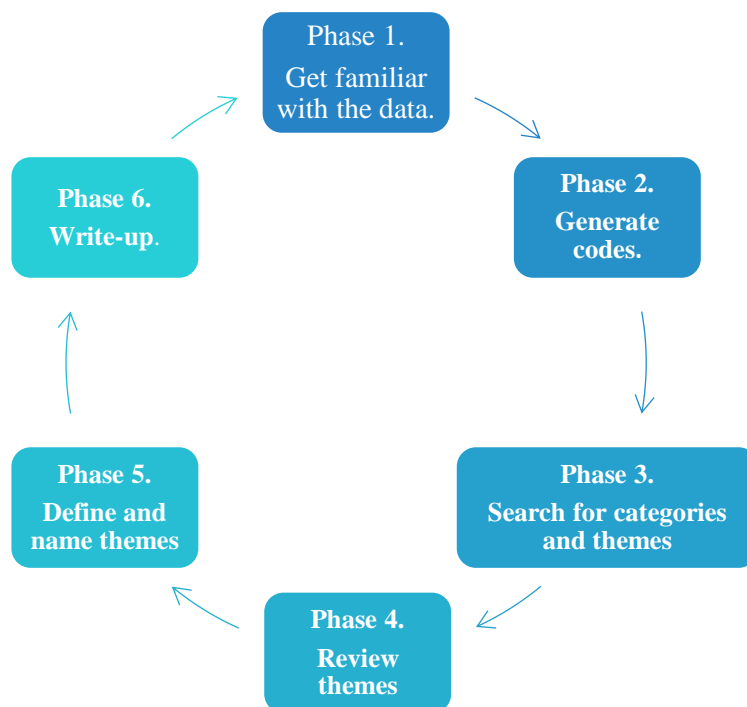 Phase 1.
Get familiar
with the data.
Phase 2.
Generate
codes.
Phase 3.
Search for categories
and themes
Phase 4.
Review
themes
Phase 5.
Define and
name themes
Phase 6.
Write-up.